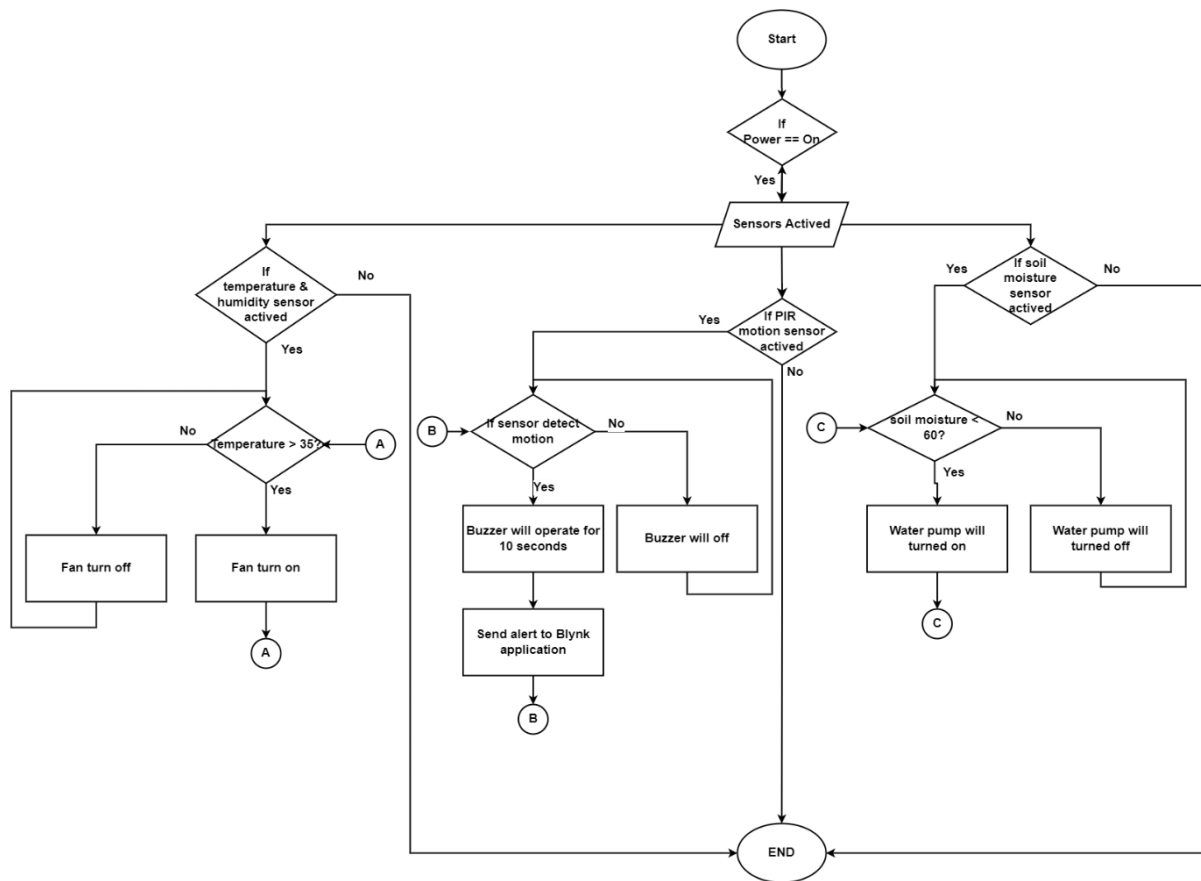 Start
If
Power == On
Yes
Sensors Actived
If
temperature &
humidity sensor
actived
No
Yes
If PIR
motion sensor
actived
Yes
No
If soil
moisture
sensor
actived
Yes
No
Temperature > 35?
No
Yes
A
Fan turn off
Fan turn on
A
B
If sensor detect
motion
No
Yes
Buzzer will operate for
10 seconds
Buzzer will off
Send alert to Blynk
application
B
C
soil moisture <
60?
No
Yes
Water pump will
turned on
Water pump will
turned off
C
END